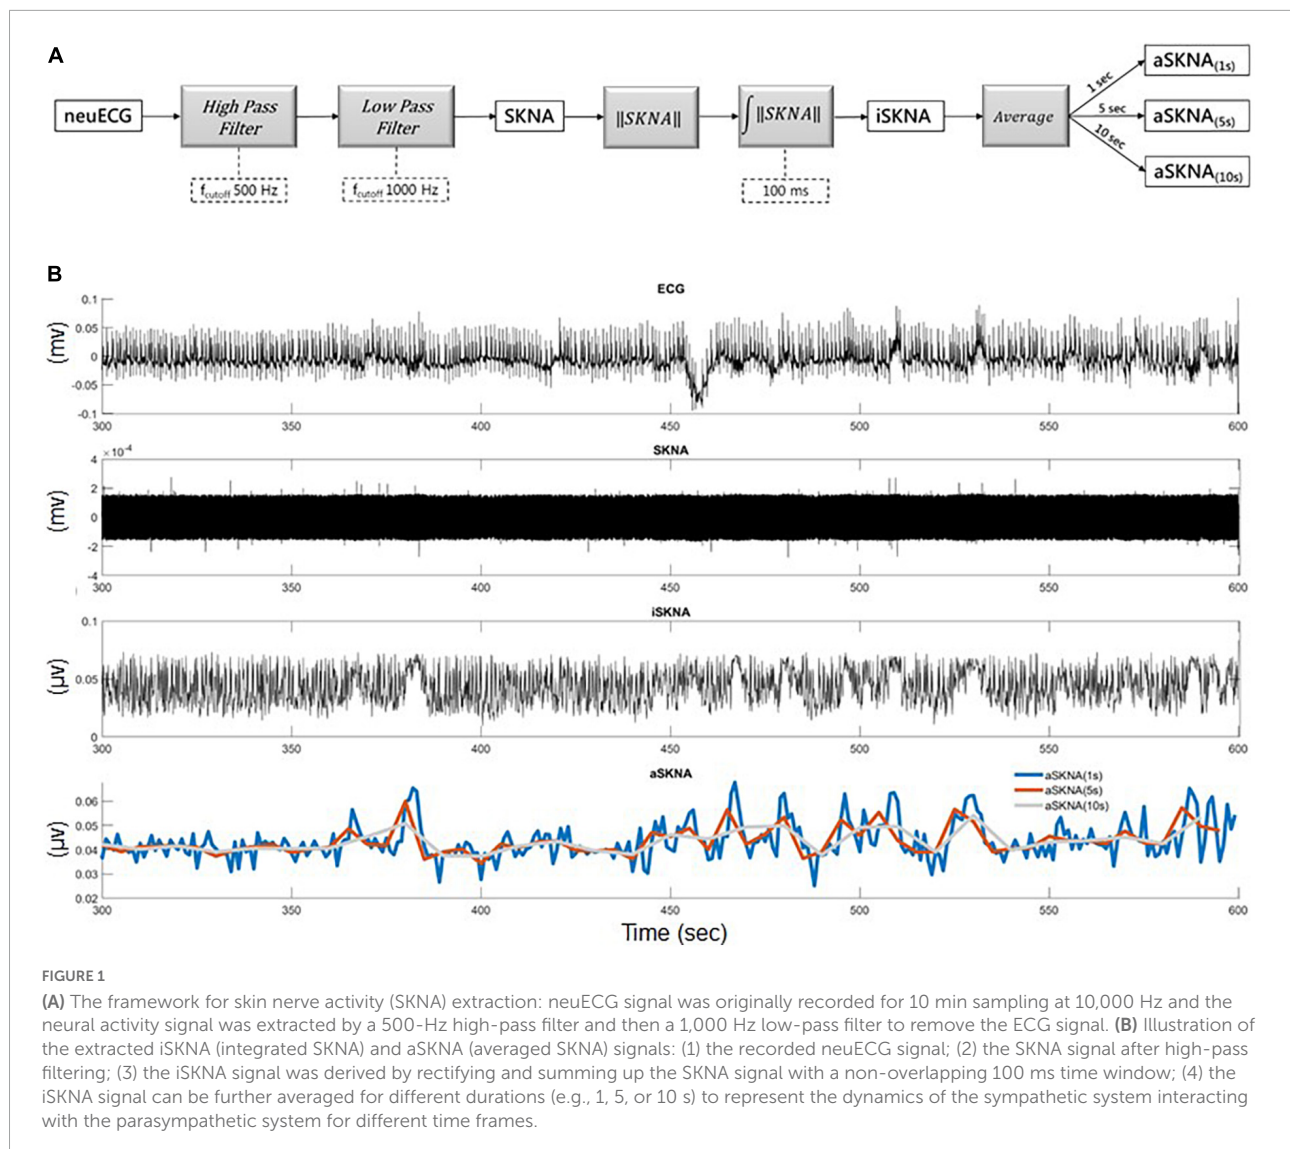 A
neuECG
High Pass
Filter
Low Pass
Filter
SKNA
‖SKNA‖
∫ ‖SKNA‖
iSKNA
Average
1 sec
5 sec
10 sec
aSKNA(1s)
aSKNA(5s)
aSKNA(10s)
fcutoff 500 Hz
fcutoff 1000 Hz
100 ms
B
ECG
(mv)
0.1
0.05
0
-0.05
-0.1
300 350 400 450 500 550 600
SKNA
× 10-4
(mv)
4
2
0
-2
-4
300 350 400 450 500 550 600
iSKNA
(μv)
0.1
0.05
0
300 350 400 450 500 550 600
aSKNA
aSKNA(1s)
aSKNA(5s)
aSKNA(10s)
(μv)
0.06
0.05
0.04
0.03
0.02
300 350 400 450 500 550 600
Time (sec)
FIGURE 1
(A) The framework for skin nerve activity (SKNA) extraction: neuECG signal was originally recorded for 10 min sampling at 10,000 Hz and the
neural activity signal was extracted by a 500-Hz high-pass filter and then a 1,000 Hz low-pass filter to remove the ECG signal. (B) Illustration of
the extracted iSKNA (integrated SKNA) and aSKNA (averaged SKNA) signals: (1) the recorded neuECG signal; (2) the SKNA signal after high-pass
filtering; (3) the iSKNA signal was derived by rectifying and summing up the SKNA signal with a non-overlapping 100 ms time window; (4) the
iSKNA signal can be further averaged for different durations (e.g., 1, 5, or 10 s) to represent the dynamics of the sympathetic system interacting
with the parasympathetic system for different time frames.